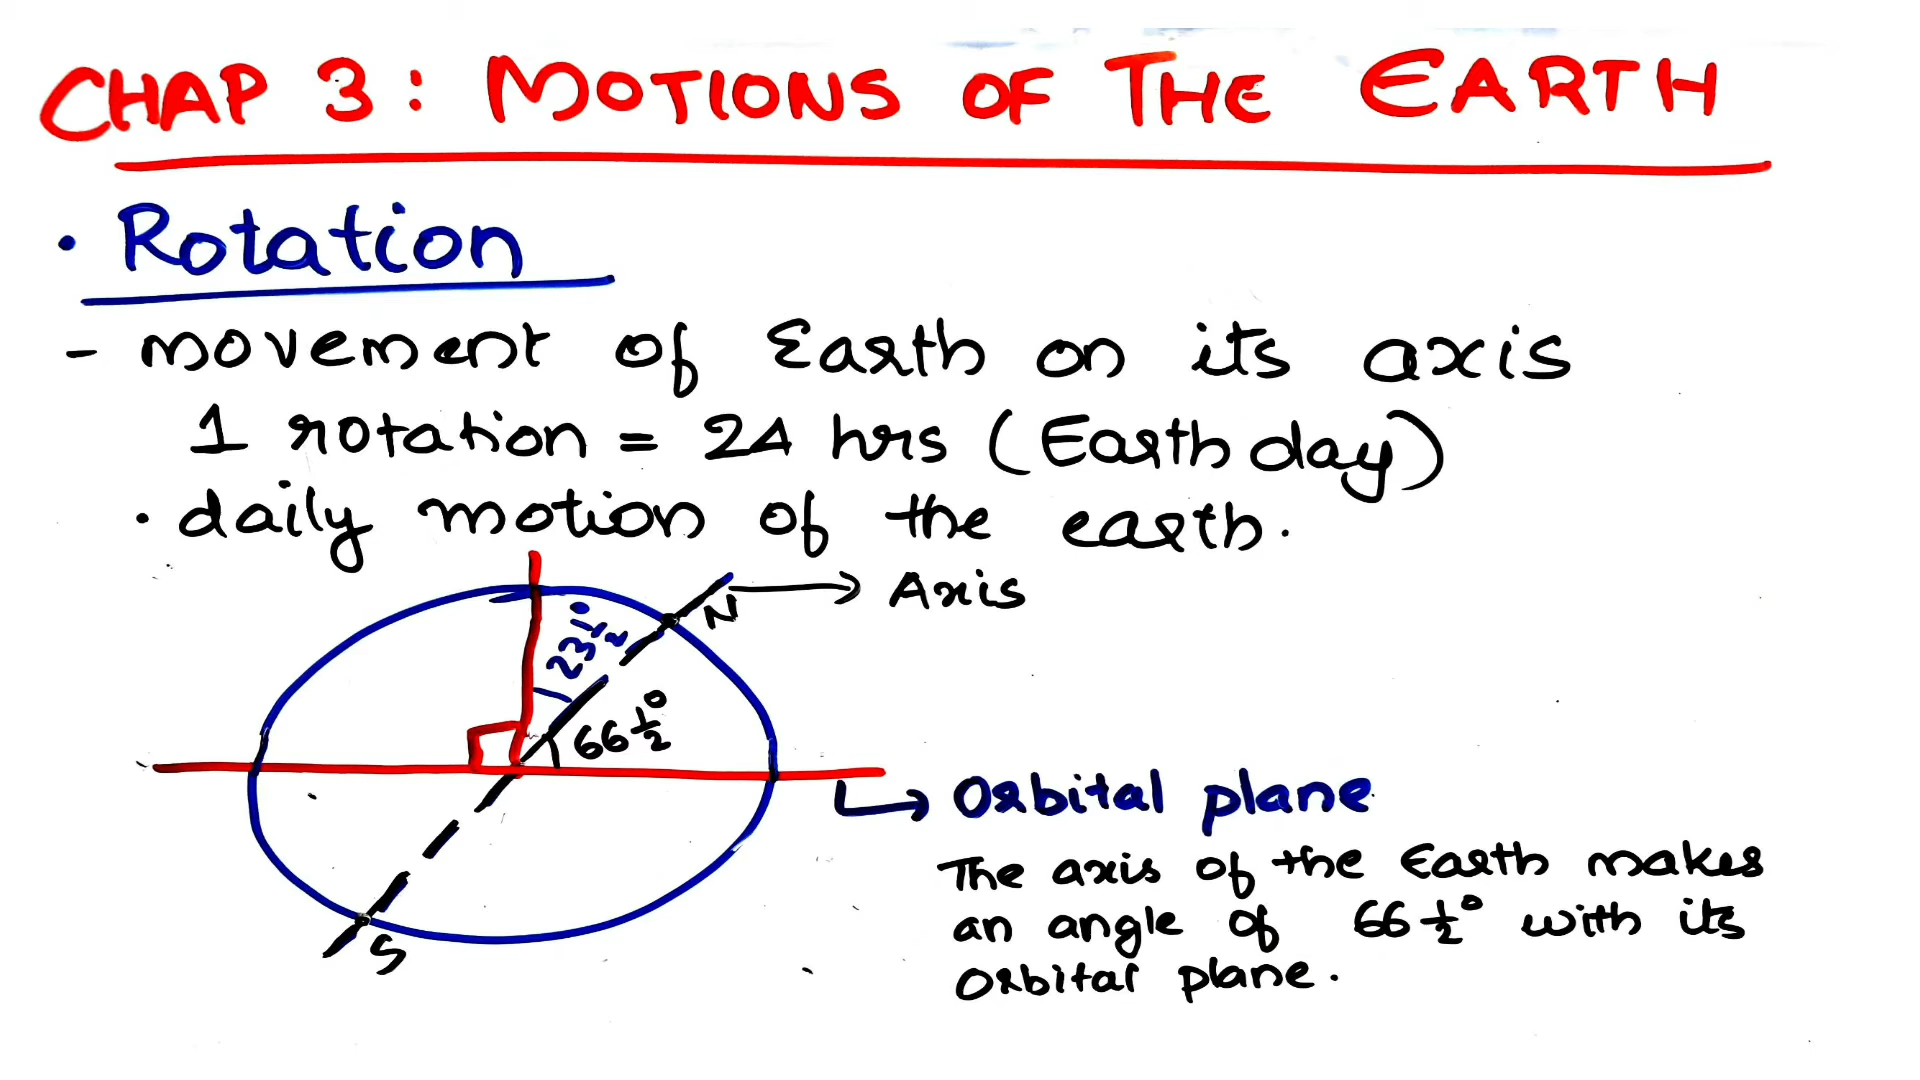 CHAP 3: MOTIONS OF THE EARTH
• Rotation
- movement of Earth on its axis
1 rotation = 24 hrs (Earth day)
• daily motion of the earth.
N → Axis
23½°
66½°
Orbital plane
The axis of the Earth makes
an angle of 66½° with its
S
Orbital plane.